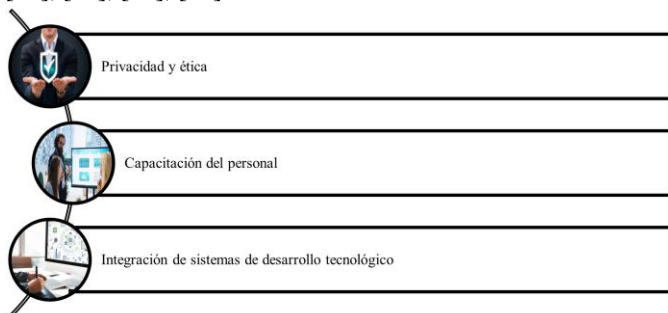 Privacidad y ética
Capacitación del personal
Integración de sistemas de desarrollo tecnológico